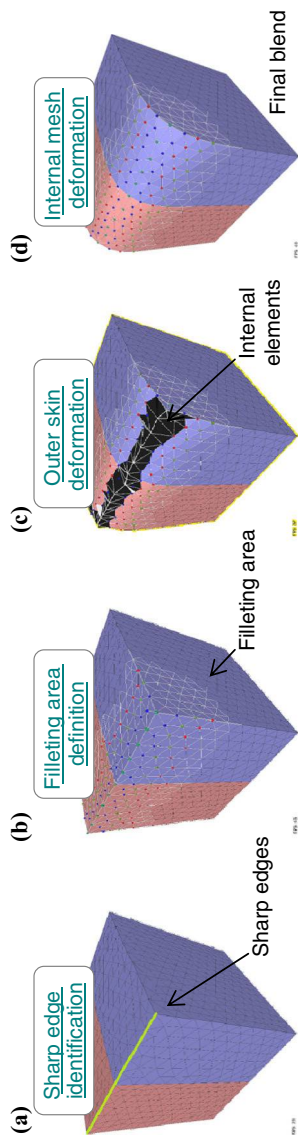 (a)
Sharp edge
identification
Sharp edges
(b)
Filleting area
definition
Filleting area
(c)
Outer skin
deformation
Internal
elements
(d)
Internal mesh
deformation
Final blend